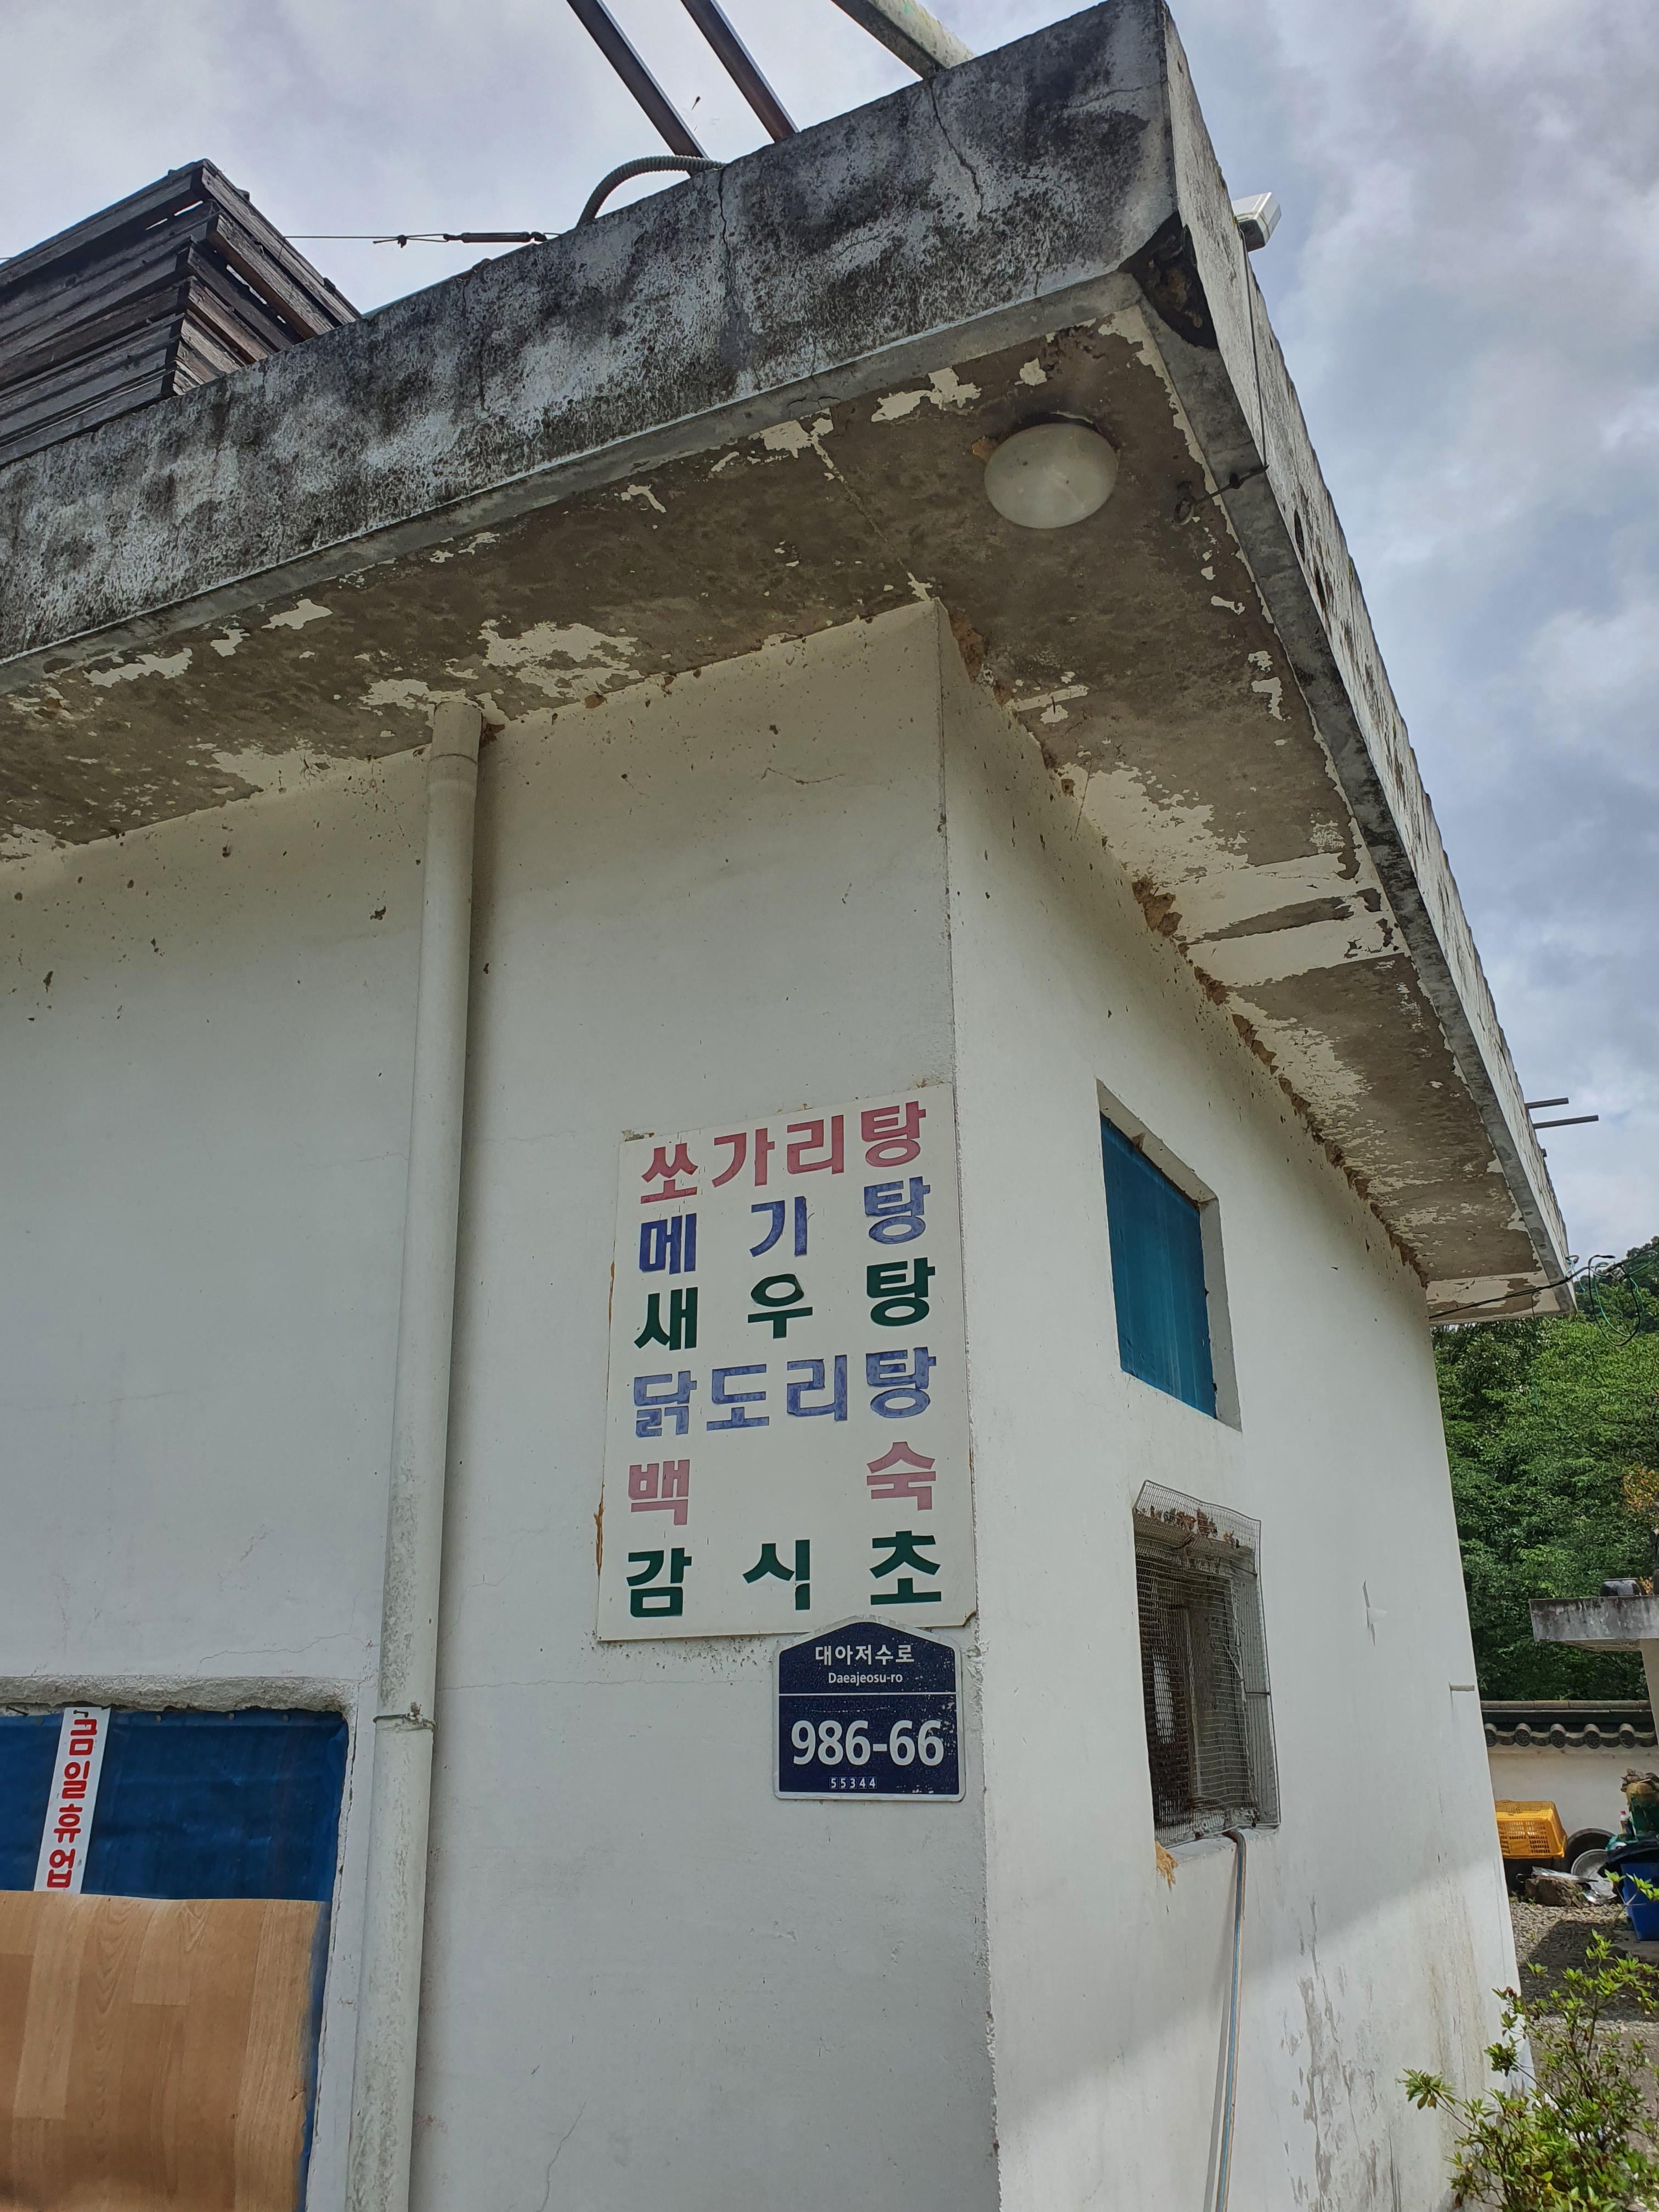 쏘가리탕
메기탕
새우탕
닭도리탕
백숙
감식초
대아저수로
Daeajeosu-ro
986-66
55344
금일휴업